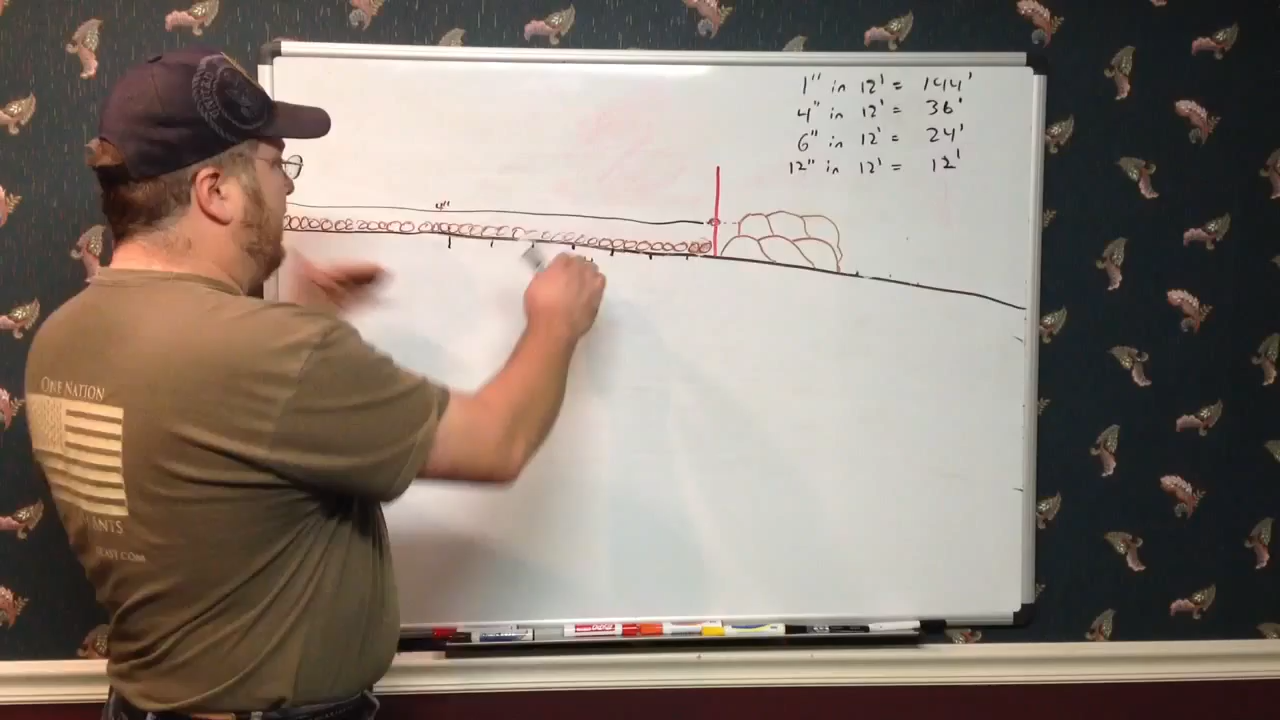 1" in 12' = 144'
4" in 12' = 36'
6" in 12' = 24'
12" in 12' = 12'
4"
ONE NATION